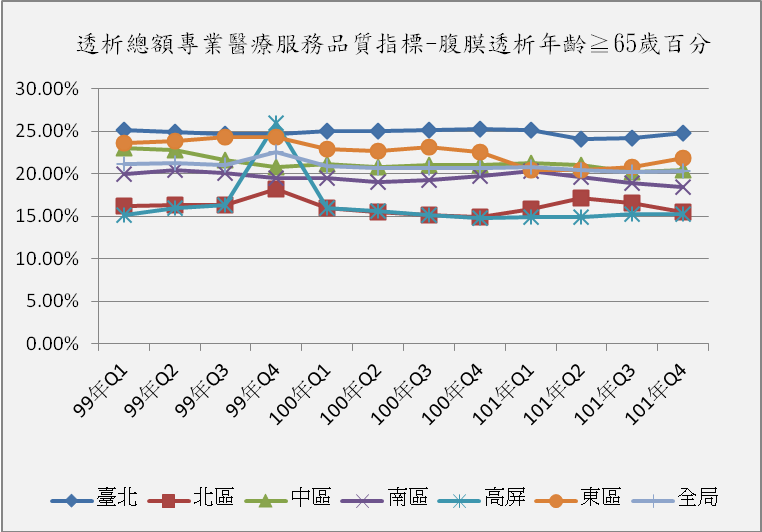 透析總額專業醫療服務品質指標-腹膜透析年齡≧65歲百分
30.00%
25.00%
20.00%
15.00%
10.00%
5.00%
0.00%
99年Q1
99年Q2
99年Q3
99年Q4
100年Q1
100年Q2
100年Q3
100年Q4
101年Q1
101年Q2
101年Q3
101年Q4
臺北 北區 中區 南區 高屏 東區 全局